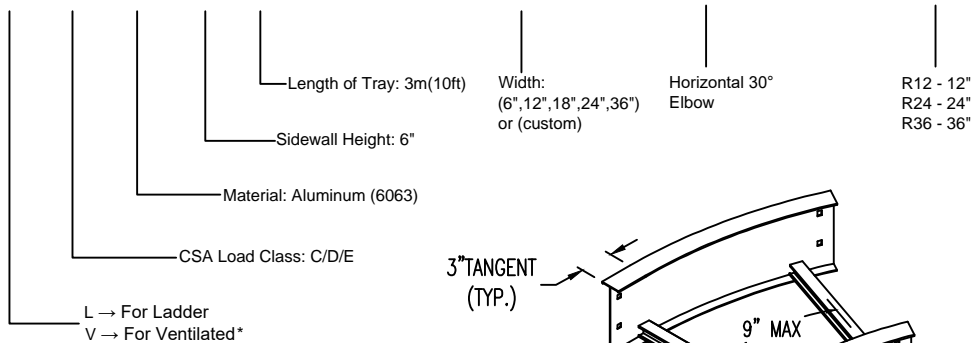 Length of Tray: 3m(10ft)
Sidewall Height: 6"
Material: Aluminum (6063)
CSA Load Class: C/D/E
L → For Ladder
V → For Ventilated*
Width:
(6",12",18",24",36")
or (custom)
Horizontal 30°
Elbow
R12 - 12"
R24 - 24"
R36 - 36"
3"TANGENT
(TYP.)
9" MAX